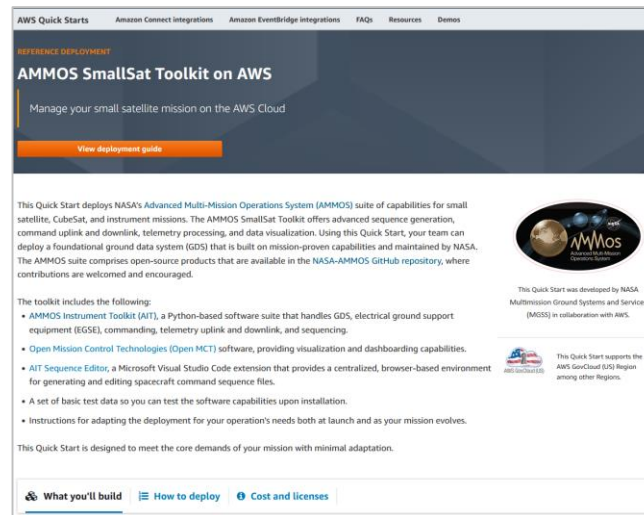 AWS Quick Starts Amazon Connect integrations Amazon EventBridge integrations FAQs Resources Demos
REFERENCE DEPLOYMENT
AMMOS SmallSat Toolkit on AWS
Manage your small satellite mission on the AWS Cloud
View deployment guide
This Quick Start deploys NASA's Advanced Multi-Mission Operations System (AMMOS) suite of capabilities for small
satellite, CubeSat, and instrument missions. The AMMOS SmallSat Toolkit offers advanced sequence generation,
command uplink and downlink, telemetry processing, and data visualization. Using this Quick Start, your team can
deploy a foundational ground data system (GDS) that is built on mission-proven capabilities and maintained by NASA.
The AMMOS suite comprises open-source products that are available in the NASA-AMMOS GitHub repository, where
contributions are welcomed and encouraged.
The toolkit includes the following:
• AMMOS Instrument Toolkit (AIT), a Python-based software suite that handles GDS, electrical ground support
equipment (EGSE), commanding, telemetry uplink and downlink, and sequencing.
• Open Mission Control Technologies (Open MCT) software, providing visualization and dashboarding capabilities.
• AIT Sequence Editor, a Microsoft Visual Studio Code extension that provides a centralized, browser-based environment
for generating and editing spacecraft command sequence files.
• A set of basic test data so you can test the software capabilities upon installation.
• Instructions for adapting the deployment for your operation's needs both at launch and as your mission evolves.
This Quick Start is designed to meet the core demands of your mission with minimal adaptation.
AMMOS
Advanced Multi-Mission
Operations System
This Quick Start was developed by NASA
Multimission Ground Systems and Service
(MGSS) in collaboration with AWS.
AWS GovCloud (US)
This Quick Start supports the
AWS GovCloud (US) Region
among other Regions.
What you'll build How to deploy Cost and licenses